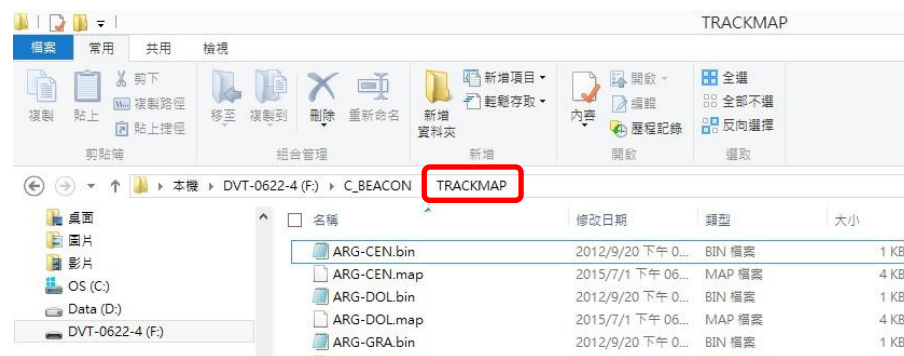 TRACKMAP
檔案 常用 共用 檢視
複製 貼上 剪下 複製路徑 貼上捷徑 移至 複製到 刪除 重新命名 新增資料夾 新增項目 輕鬆存取 內容 開啟 編輯 歷程記錄 全選 全部不選 反向選擇
剪貼簿 組合管理 新增 開啟 選取
本機 DVT-0622-4 (F:) C_BEACON TRACKMAP
桌面
圖片
影片
OS (C:)
Data (D:)
DVT-0622-4 (F:)
名稱 修改日期 類型 大小
ARG-CEN.bin 2012/9/20 下午 0... BIN 檔案 1 KB
ARG-CEN.map 2015/7/1 下午 06... MAP 檔案 4 KB
ARG-DOL.bin 2012/9/20 下午 0... BIN 檔案 1 KB
ARG-DOL.map 2015/7/1 下午 06... MAP 檔案 4 KB
ARG-GRA.bin 2012/9/20 下午 0... BIN 檔案 1 KB